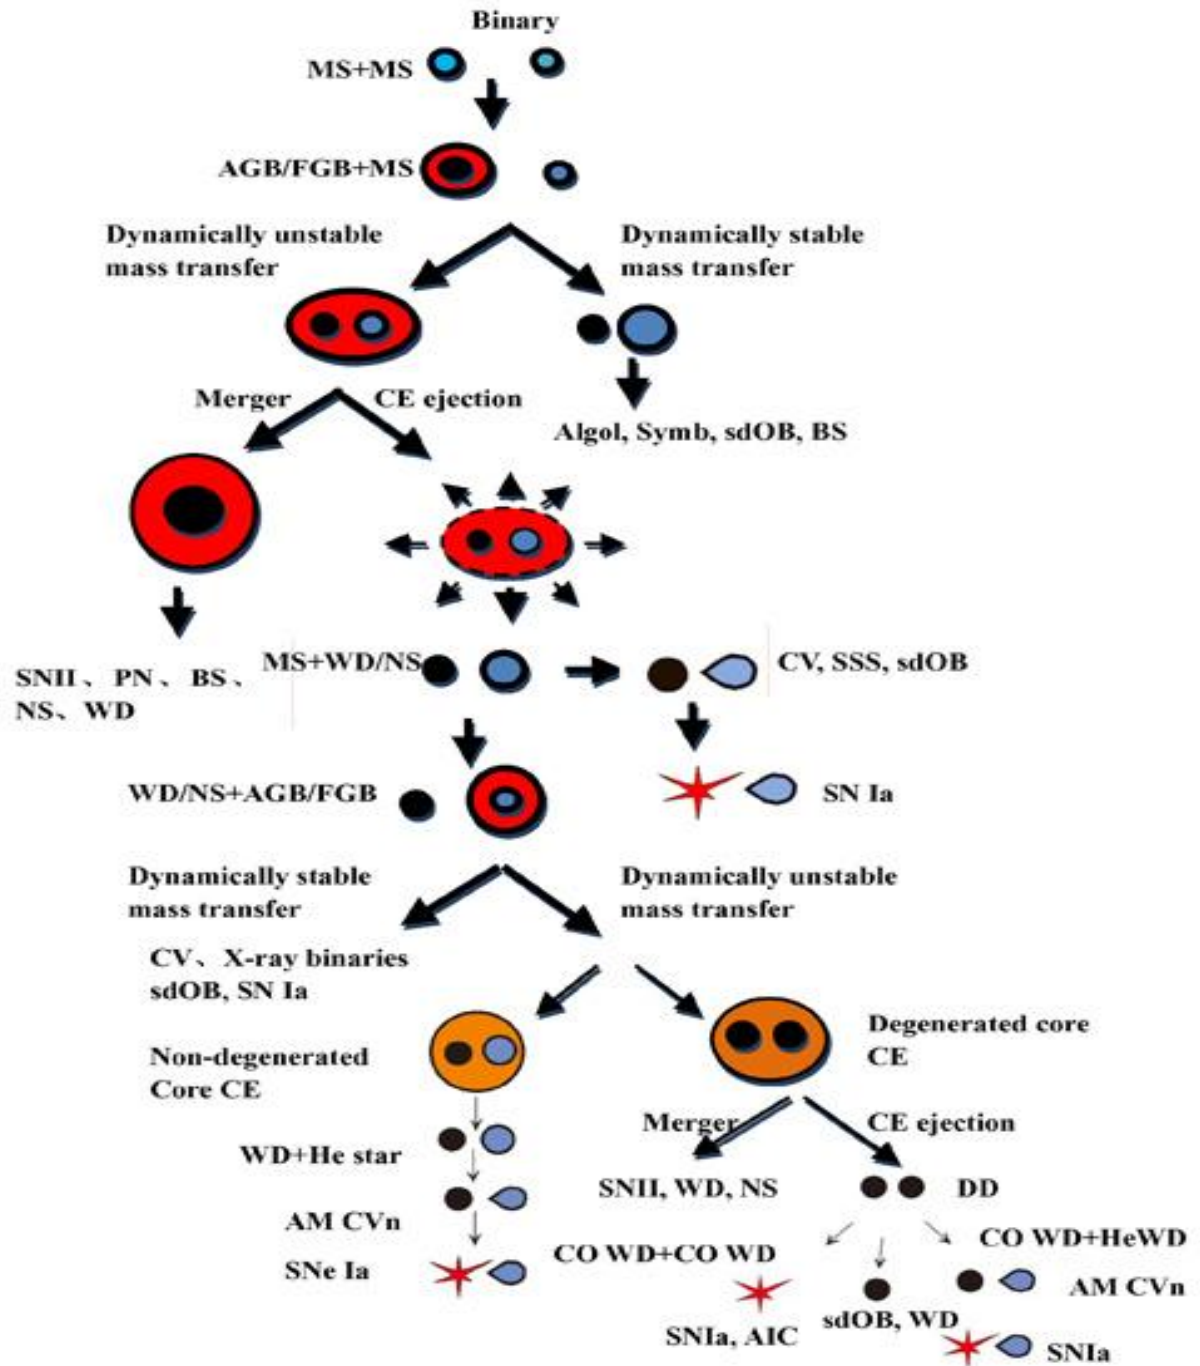 Binary
MS+MS
AGB/FGB+MS
Dynamically unstable
mass transfer
Dynamically stable
mass transfer
Merger
CE ejection
Algol, Symb, sdOB, BS
SNII、PN、BS、
NS、WD
MS+WD/NS
CV, SSS, sdOB
WD/NS+AGB/FGB
SN Ia
Dynamically stable
mass transfer
Dynamically unstable
mass transfer
CV、X-ray binaries
sdOB, SN Ia
Non-degenerated
Core CE
Degenerated core
CE
Merger
CE ejection
WD+He star
SNII, WD, NS
DD
AM CVn
CO WD+CO WD
CO WD+HeWD
SNe Ia
AM CVn
sdOB, WD
SNIa, AIC
SNIa